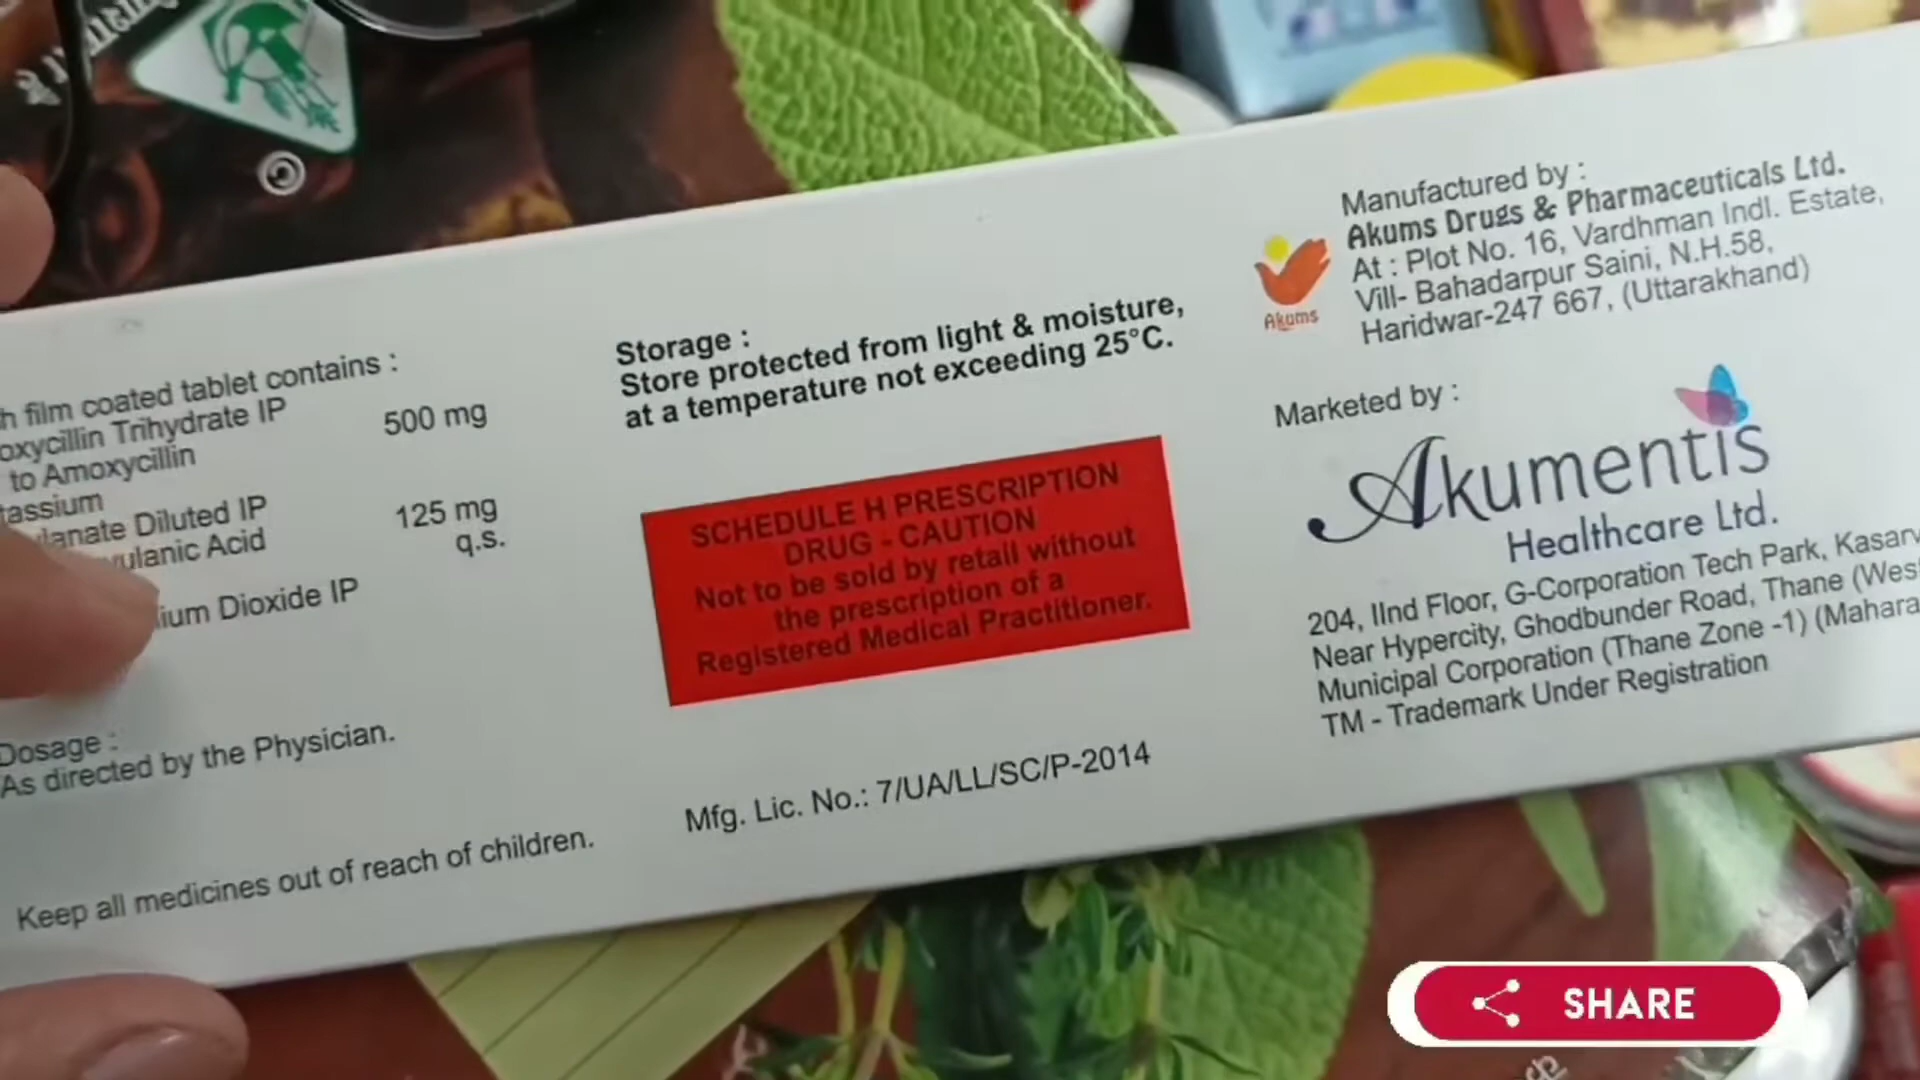 h film coated tablet contains :
oxycillin Trihydrate IP
to Amoxycillin 500 mg
tassium
lanate Diluted IP
vulanic Acid 125 mg
q.s.
ium Dioxide IP
Dosage :
As directed by the Physician.
Keep all medicines out of reach of children.
Storage :
Store protected from light & moisture,
at a temperature not exceeding 25°C.
SCHEDULE H PRESCRIPTION
DRUG - CAUTION
Not to be sold by retail without
the prescription of a
Registered Medical Practitioner.
Mfg. Lic. No.: 7/UA/LL/SC/P-2014
Manufactured by :
Akums Drugs & Pharmaceuticals Ltd.
At : Plot No. 16, Vardhman Indl. Estate,
Vill- Bahadarpur Saini, N.H.58,
Haridwar-247 667, (Uttarakhand)
Akums
Marketed by :
Akumentis
Healthcare Ltd.
204, IInd Floor, G-Corporation Tech Park, Kasarv
Near Hypercity, Ghodbunder Road, Thane (Wes
Municipal Corporation (Thane Zone -1) (Mahara
TM - Trademark Under Registration
SHARE